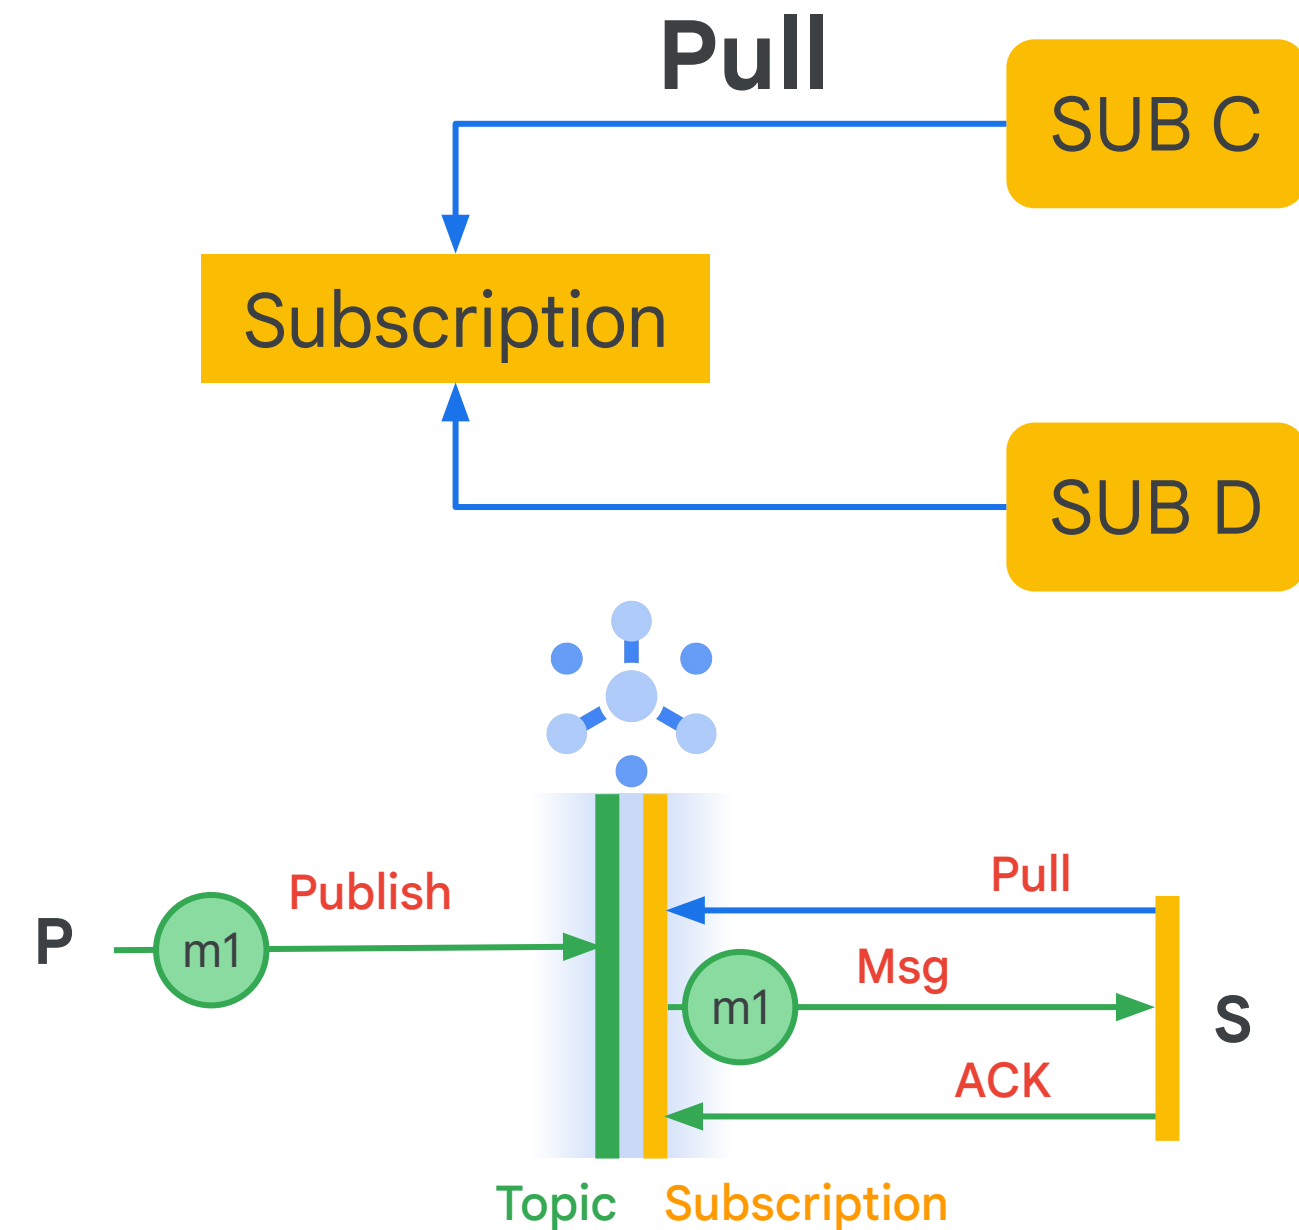 Pull
SUB C
Subscription
SUB D
Publish
Pull
P
m1
Msg
m1
S
ACK
Topic
Subscription